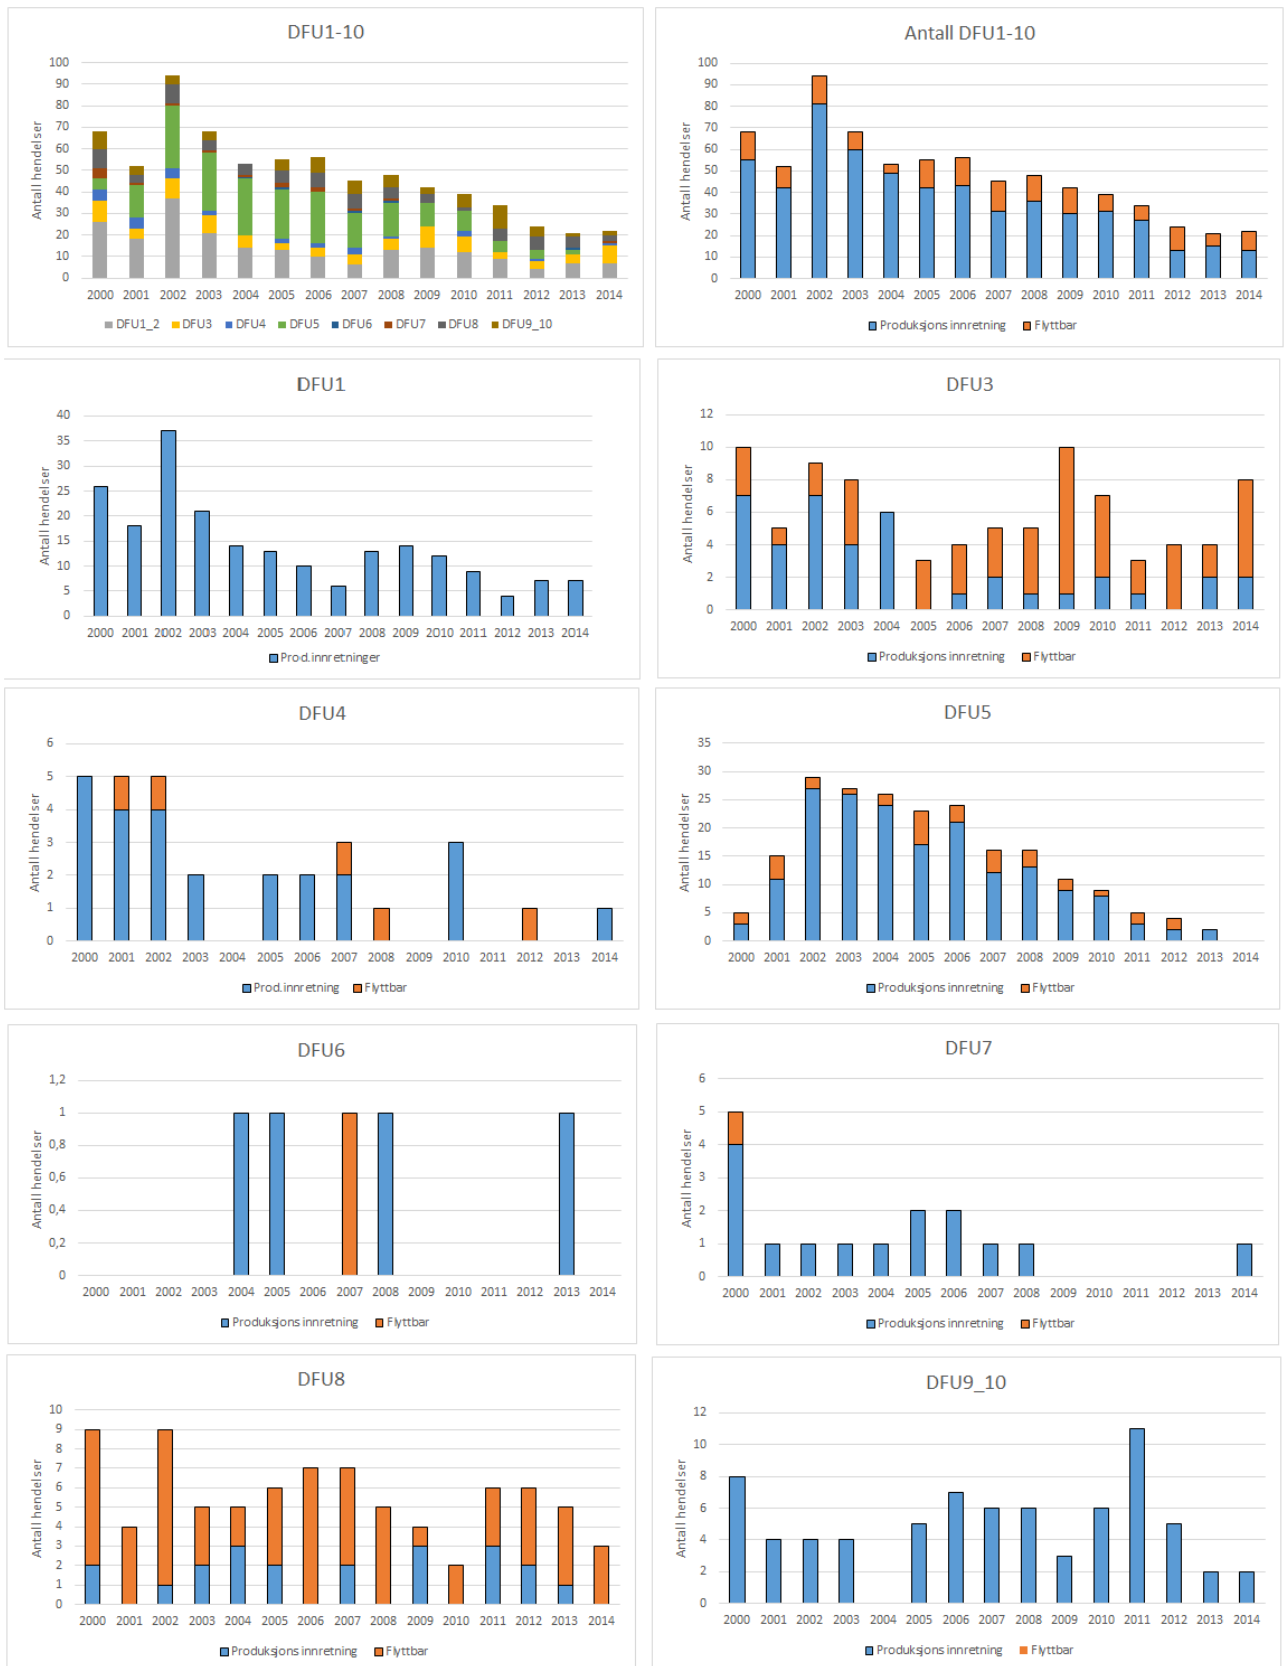 DFU1-10
Antall hendelser
100
90
80
70
60
50
40
30
20
10
0
2000 2001 2002 2003 2004 2005 2006 2007 2008 2009 2010 2011 2012 2013 2014
DFU1_2 DFU3 DFU4 DFU5 DFU6 DFU7 DFU8 DFU9_10
Antall DFU1-10
Antall hendelser
100
90
80
70
60
50
40
30
20
10
0
2000 2001 2002 2003 2004 2005 2006 2007 2008 2009 2010 2011 2012 2013 2014
Produksjons innretning Flyttbar
DFU1
Antall hendelser
40
35
30
25
20
15
10
5
0
2000 2001 2002 2003 2004 2005 2006 2007 2008 2009 2010 2011 2012 2013 2014
Prod.innretninger
DFU3
Antall hendelser
12
10
8
6
4
2
0
2000 2001 2002 2003 2004 2005 2006 2007 2008 2009 2010 2011 2012 2013 2014
Produksjons innretning Flyttbar
DFU4
Antall hendelser
6
5
4
3
2
1
0
2000 2001 2002 2003 2004 2005 2006 2007 2008 2009 2010 2011 2012 2013 2014
Prod.innretning Flyttbar
DFU5
Antall hendelser
35
30
25
20
15
10
5
0
2000 2001 2002 2003 2004 2005 2006 2007 2008 2009 2010 2011 2012 2013 2014
Produksjons innretning Flyttbar
DFU6
Antall hendelser
1,2
1
0,8
0,6
0,4
0,2
0
2000 2001 2002 2003 2004 2005 2006 2007 2008 2009 2010 2011 2012 2013 2014
Produksjons innretning Flyttbar
DFU7
Antall hendelser
6
5
4
3
2
1
0
2000 2001 2002 2003 2004 2005 2006 2007 2008 2009 2010 2011 2012 2013 2014
Produksjons innretning Flyttbar
DFU8
Antall hendelser
10
9
8
7
6
5
4
3
2
1
0
2000 2001 2002 2003 2004 2005 2006 2007 2008 2009 2010 2011 2012 2013 2014
Produksjons innretning Flyttbar
DFU9_10
Antall hendelser
12
10
8
6
4
2
0
2000 2001 2002 2003 2004 2005 2006 2007 2008 2009 2010 2011 2012 2013 2014
Produksjons innretning Flyttbar